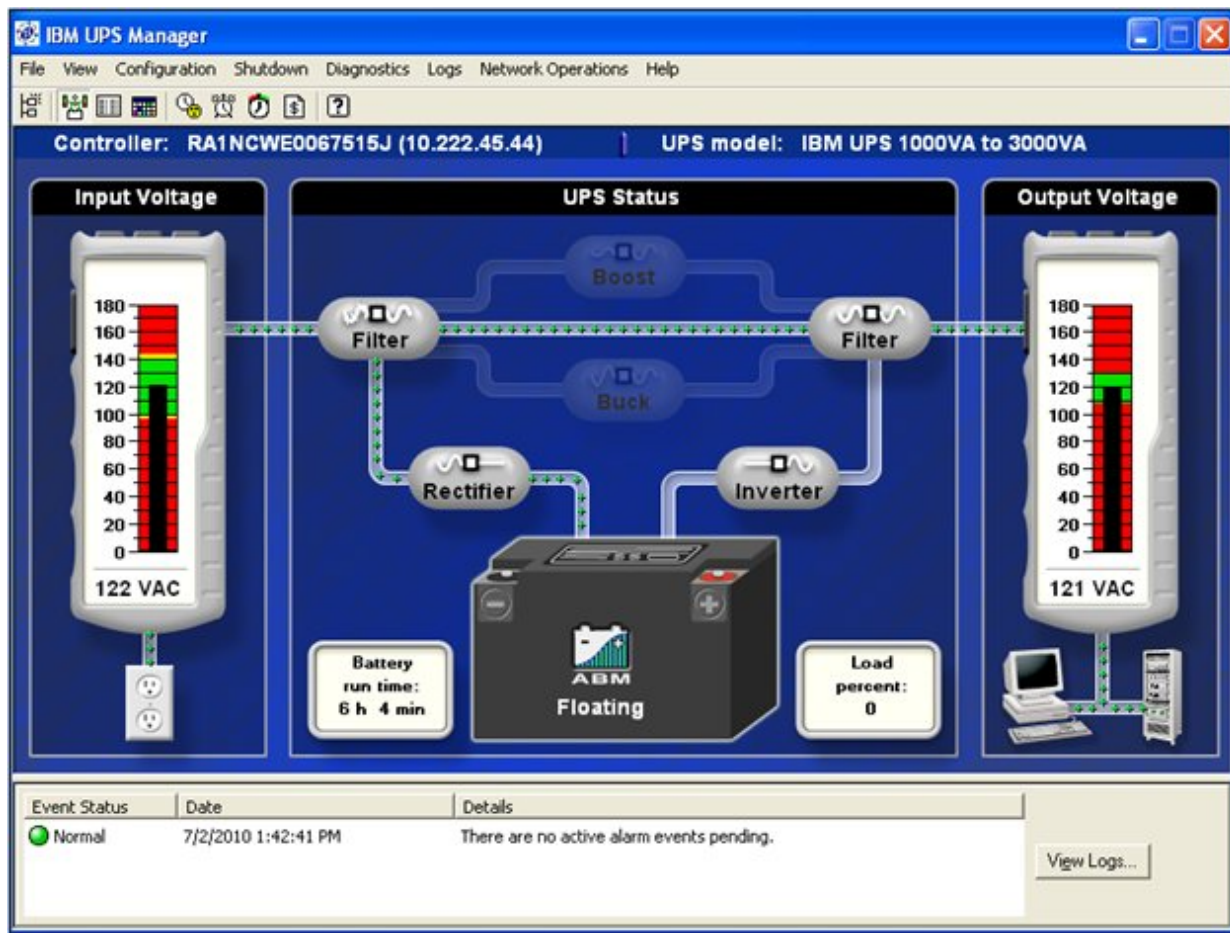 IBM UPS Manager
File View Configuration Shutdown Diagnostics Logs Network Operations Help
Controller: RA1NCWE0067515J (10.222.45.44) UPS model: IBM UPS 1000VA to 3000VA
Input Voltage
180
160
140
120
100
80
60
40
20
0
122 VAC
UPS Status
Boost
Filter
Filter
Buck
Rectifier
Inverter
ABM
Floating
Battery
run time:
6 h 4 min
Load
percent:
0
Output Voltage
180
160
140
120
100
80
60
40
20
0
121 VAC
Event Status Date Details
Normal 7/2/2010 1:42:41 PM There are no active alarm events pending.
View Logs...